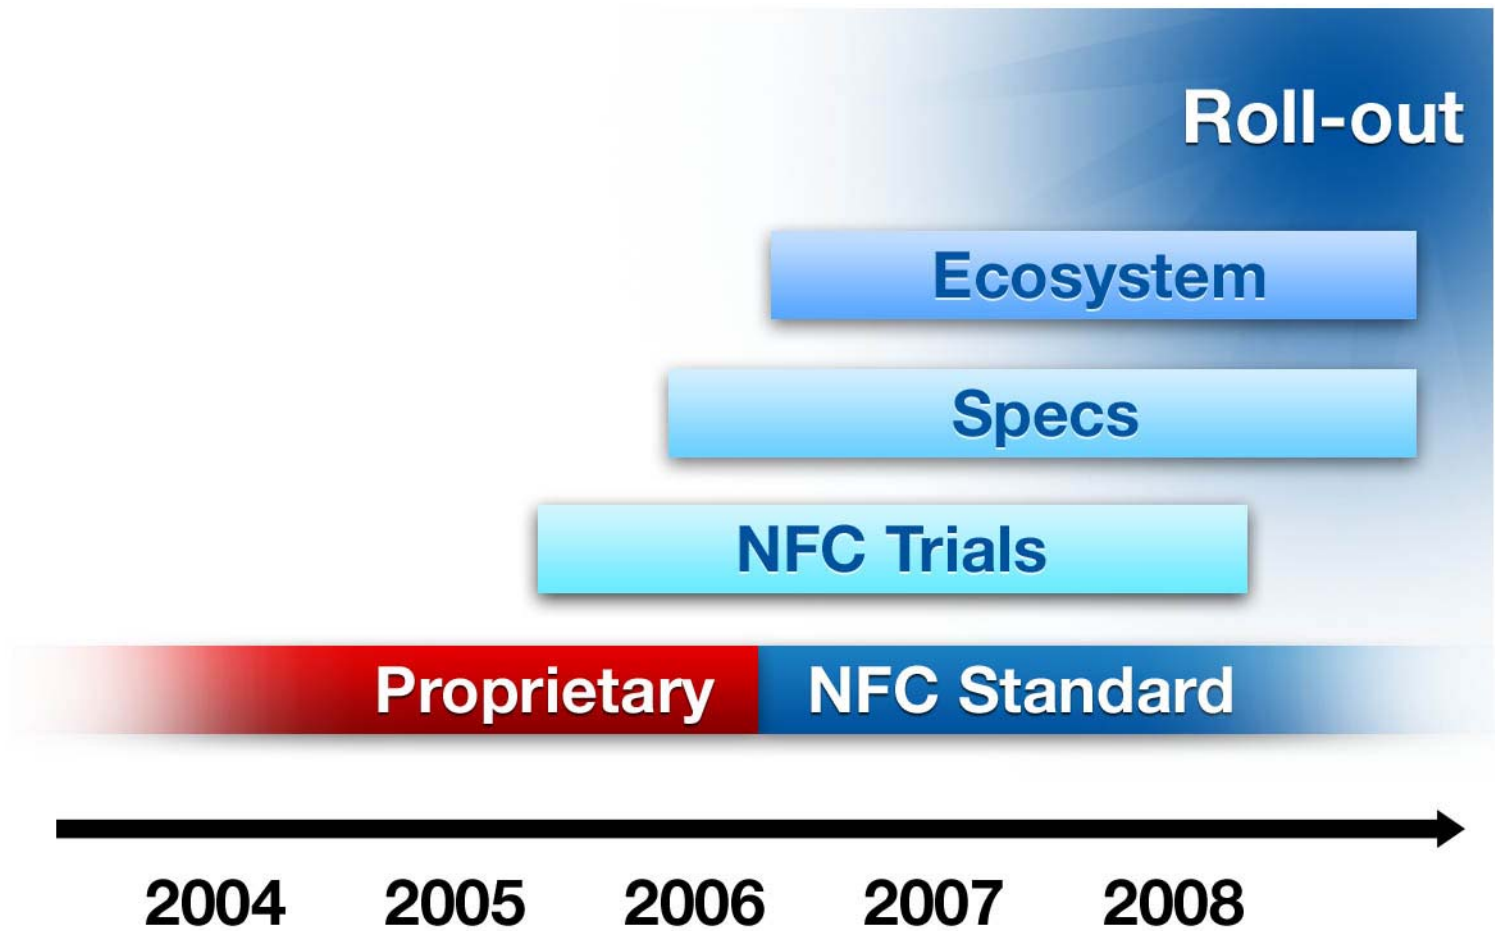 Roll-out
Ecosystem
Specs
NFC Trials
Proprietary NFC Standard
2004 2005 2006 2007 2008